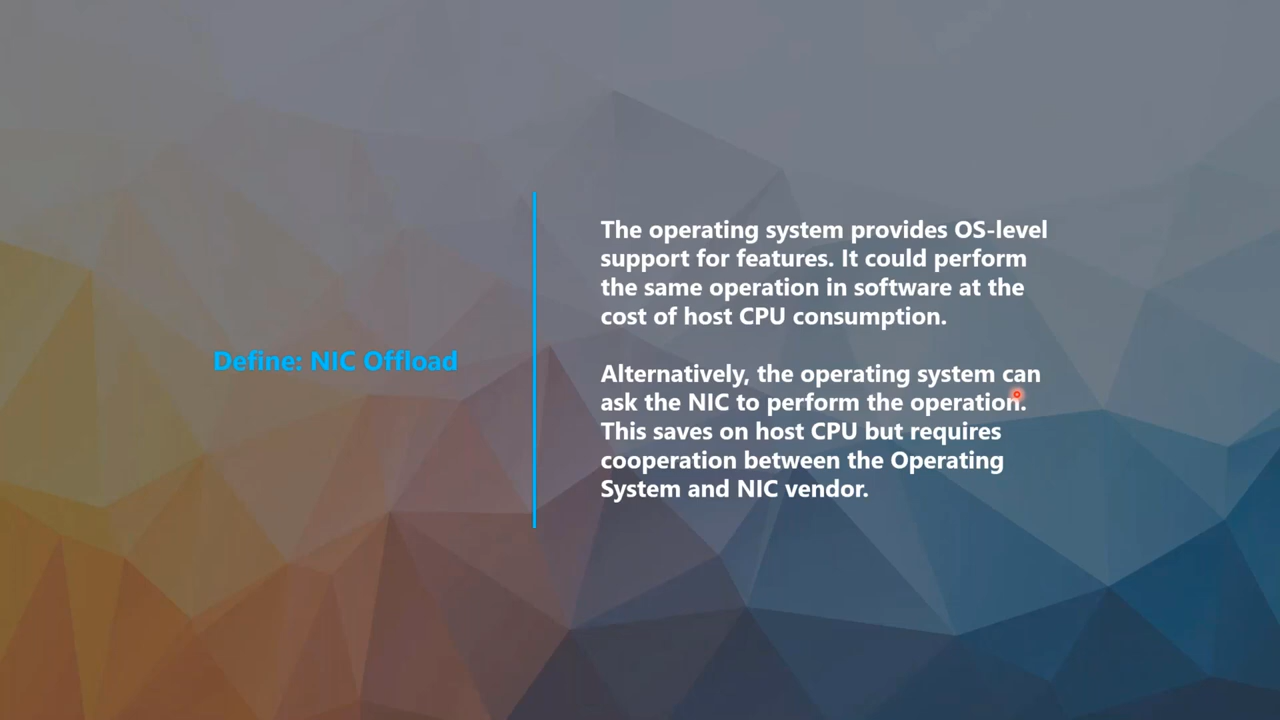 Define: NIC Offload
The operating system provides OS-level
support for features. It could perform
the same operation in software at the
cost of host CPU consumption.
Alternatively, the operating system can
ask the NIC to perform the operation.
This saves on host CPU but requires
cooperation between the Operating
System and NIC vendor.